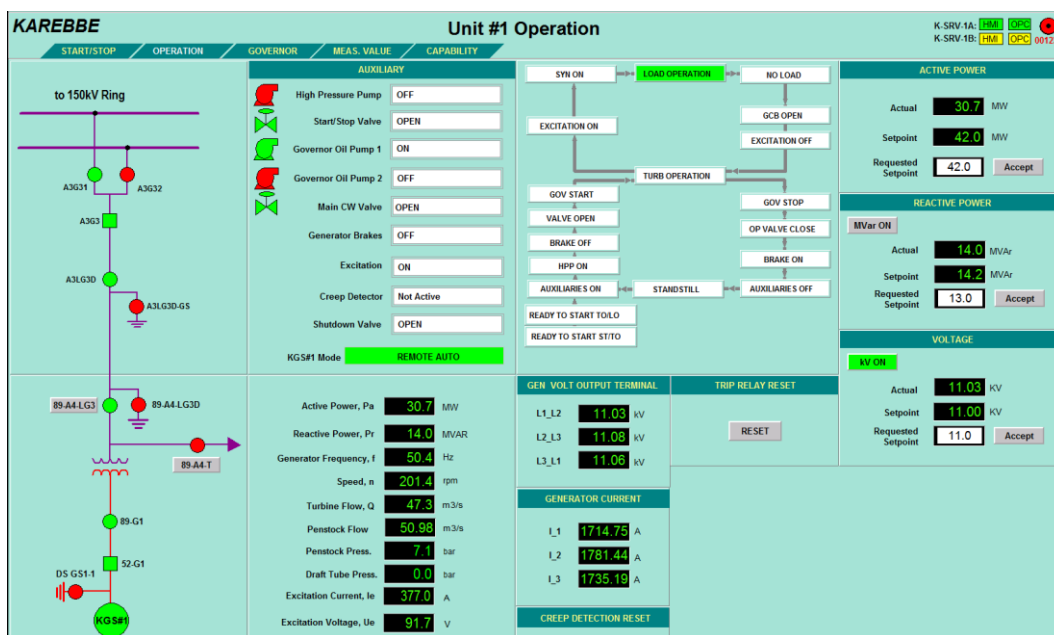 KAREBBE
Unit #1 Operation
K-SRV-1A: HMI OPC
K-SRV-1B: HMI OPC 0012
START/STOP OPERATION GOVERNOR MEAS. VALUE CAPABILITY
to 150kV Ring
A3G31
A3G32
A3G3
A3LG3D
A3LG3D-GS
89-A4-LG3
89-A4-LG3D
89-A4-T
89-G1
52-G1
DS GS1-1
KGS#1
AUXILIARY
High Pressure Pump OFF
Start/Stop Valve OPEN
Governor Oil Pump 1 ON
Governor Oil Pump 2 OFF
Main CW Valve OPEN
Generator Brakes OFF
Excitation ON
Creep Detector Not Active
Shutdown Valve OPEN
KGS#1 Mode REMOTE AUTO
SYN ON LOAD OPERATION NO LOAD
GCB OPEN
EXCITATION ON
EXCITATION OFF
TURB OPERATION
GOV START
GOV STOP
VALVE OPEN
OP VALVE CLOSE
BRAKE OFF
BRAKE ON
HPP ON
AUXILIARIES ON STANDSTILL AUXILIARIES OFF
READY TO START TO/LO
READY TO START ST/TO
ACTIVE POWER
Actual 30.7 MW
Setpoint 42.0 MW
Requested
Setpoint 42.0 Accept
REACTIVE POWER
MVar ON
Actual 14.0 MVAr
Setpoint 14.2 MVAr
Requested
Setpoint 13.0 Accept
VOLTAGE
kV ON
Actual 11.03 KV
Setpoint 11.00 KV
Requested
Setpoint 11.0 Accept
Active Power, Pa 30.7 MW
Reactive Power, Pr 14.0 MVAR
Generator Frequency, f 50.4 Hz
Speed, n 201.4 rpm
Turbine Flow, Q 47.3 m3/s
Penstock Flow 50.98 m3/s
Penstock Press. 7.1 bar
Draft Tube Press. 0.0 bar
Excitation Current, Ie 377.0 A
Excitation Voltage, Ue 91.7 V
GEN VOLT OUTPUT TERMINAL
L1_L2 11.03 kV
L2_L3 11.08 kV
L3_L1 11.06 kV
TRIP RELAY RESET
RESET
GENERATOR CURRENT
I_1 1714.75 A
I_2 1781.44 A
I_3 1735.19 A
CREEP DETECTION RESET